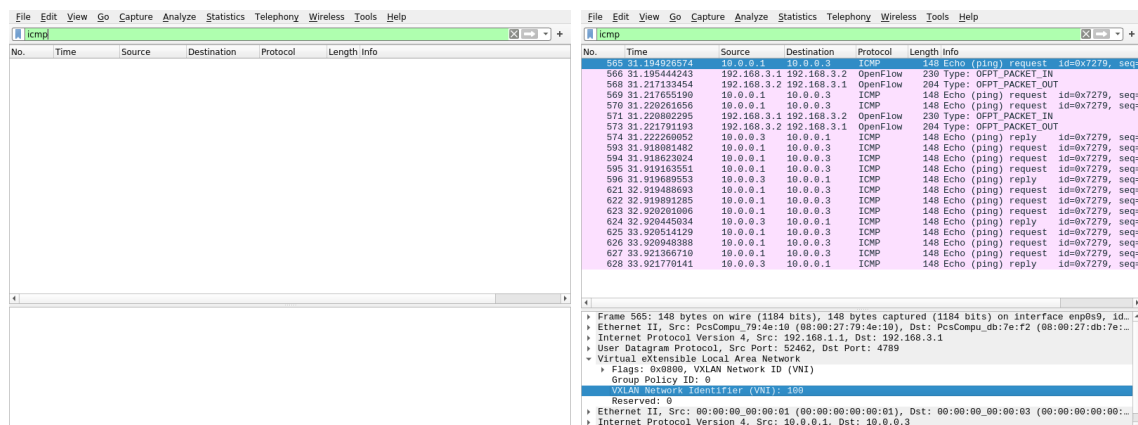 File Edit View Go Capture Analyze Statistics Telephony Wireless Tools Help
icmp
No. Time Source Destination Protocol Length Info
File Edit View Go Capture Analyze Statistics Telephony Wireless Tools Help
icmp
No. Time Source Destination Protocol Length Info
565 31.194926574 10.0.0.1 10.0.0.3 ICMP 148 Echo (ping) request id=0x7279, seq=
566 31.195444243 192.168.3.1 192.168.3.2 OpenFlow 230 Type: OFPT_PACKET_IN
568 31.217133454 192.168.3.2 192.168.3.1 OpenFlow 204 Type: OFPT_PACKET_OUT
569 31.217655190 10.0.0.1 10.0.0.3 ICMP 148 Echo (ping) request id=0x7279, seq=
570 31.220261656 10.0.0.1 10.0.0.3 ICMP 148 Echo (ping) request id=0x7279, seq=
571 31.220802295 192.168.3.1 192.168.3.2 OpenFlow 230 Type: OFPT_PACKET_IN
573 31.221791193 192.168.3.2 192.168.3.1 OpenFlow 204 Type: OFPT_PACKET_OUT
574 31.222260052 10.0.0.3 10.0.0.1 ICMP 148 Echo (ping) reply id=0x7279, seq=
593 31.918081482 10.0.0.1 10.0.0.3 ICMP 148 Echo (ping) request id=0x7279, seq=
594 31.918623024 10.0.0.1 10.0.0.3 ICMP 148 Echo (ping) request id=0x7279, seq=
595 31.919163551 10.0.0.1 10.0.0.3 ICMP 148 Echo (ping) request id=0x7279, seq=
596 31.919689553 10.0.0.3 10.0.0.1 ICMP 148 Echo (ping) reply id=0x7279, seq=
621 32.919488693 10.0.0.1 10.0.0.3 ICMP 148 Echo (ping) request id=0x7279, seq=
622 32.919891285 10.0.0.1 10.0.0.3 ICMP 148 Echo (ping) request id=0x7279, seq=
623 32.920201006 10.0.0.1 10.0.0.3 ICMP 148 Echo (ping) request id=0x7279, seq=
624 32.920445034 10.0.0.3 10.0.0.1 ICMP 148 Echo (ping) reply id=0x7279, seq=
625 33.920514129 10.0.0.1 10.0.0.3 ICMP 148 Echo (ping) request id=0x7279, seq=
626 33.920948388 10.0.0.1 10.0.0.3 ICMP 148 Echo (ping) request id=0x7279, seq=
627 33.921366710 10.0.0.1 10.0.0.3 ICMP 148 Echo (ping) request id=0x7279, seq=
628 33.921770141 10.0.0.3 10.0.0.1 ICMP 148 Echo (ping) reply id=0x7279, seq=
Frame 565: 148 bytes on wire (1184 bits), 148 bytes captured (1184 bits) on interface enp0s9, id…
Ethernet II, Src: PcsCompu_79:4e:10 (08:00:27:79:4e:10), Dst: PcsCompu_db:7e:f2 (08:00:27:db:7e:…
Internet Protocol Version 4, Src: 192.168.1.1, Dst: 192.168.3.1
User Datagram Protocol, Src Port: 52462, Dst Port: 4789
Virtual eXtensible Local Area Network
Flags: 0x0800, VXLAN Network ID (VNI)
Group Policy ID: 0
VXLAN Network Identifier (VNI): 100
Reserved: 0
Ethernet II, Src: 00:00:00_00:00:01 (00:00:00:00:00:01), Dst: 00:00:00_00:00:03 (00:00:00:00:00:…
Internet Protocol Version 4, Src: 10.0.0.1, Dst: 10.0.0.3